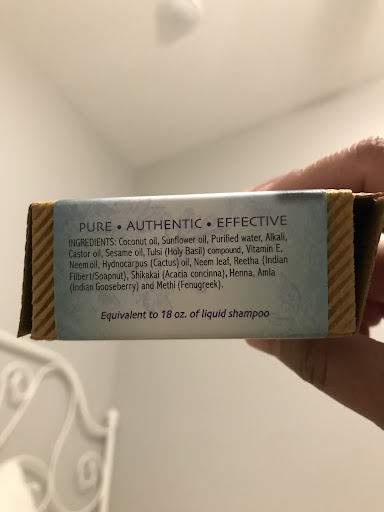 PURE • AUTHENTIC • EFFECTIVE
INGREDIENTS: Coconut oil, Sunflower oil, Purified water, Alkali,
Castor oil, Sesame oil, Tulsi (Holy Basil) compound, Vitamin E,
Neem oil, Hydnocarpus (Cactus) oil, Neem leaf, Reetha (Indian
Filbert/Soapnut), Shikakai (Acacia concinna), Henna, Amla
(Indian Gooseberry) and Methi (Fenugreek).
Equivalent to 18 oz. of liquid shampoo